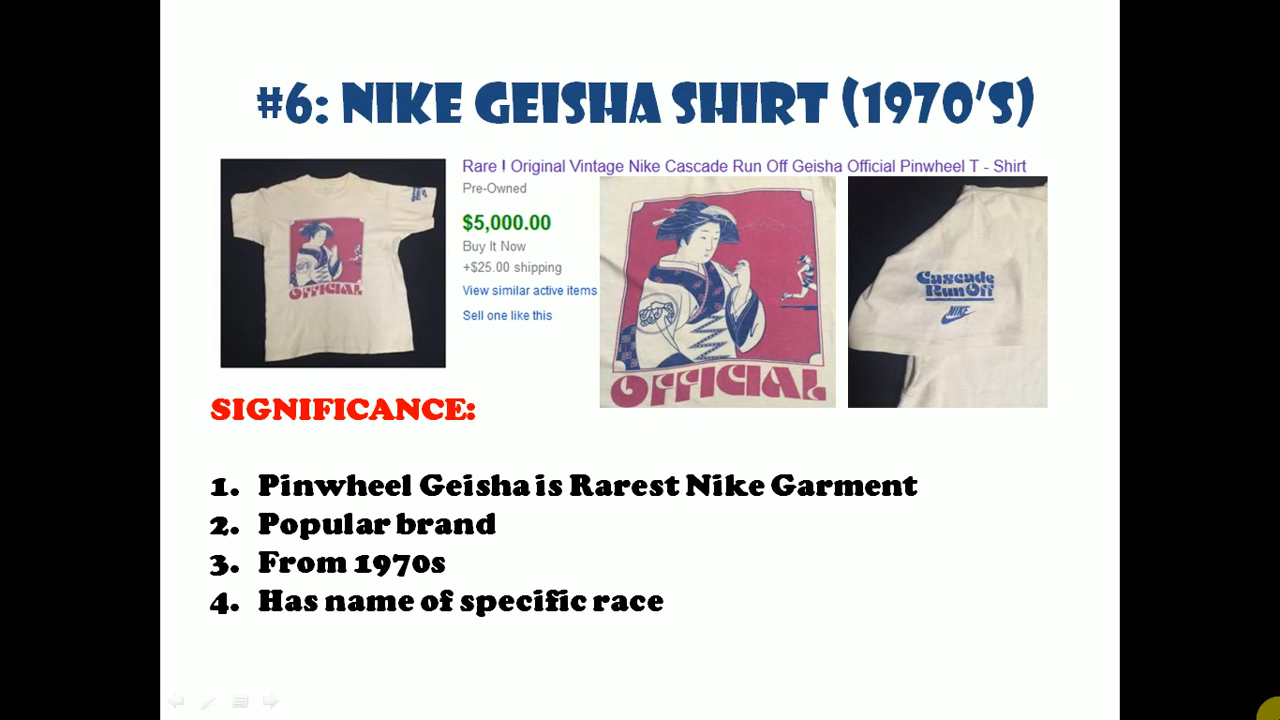 #6: NIKE GEISHA SHIRT (1970'S)
Rare ! Original Vintage Nike Cascade Run Off Geisha Official Pinwheel T - Shirt
Pre-Owned
$5,000.00
Buy It Now
+$25.00 shipping
View similar active items
Sell one like this
OFFICIAL
OFFICIAL
Cascade
Run Off
NIKE
SIGNIFICANCE:
1. Pinwheel Geisha is Rarest Nike Garment
2. Popular brand
3. From 1970s
4. Has name of specific race